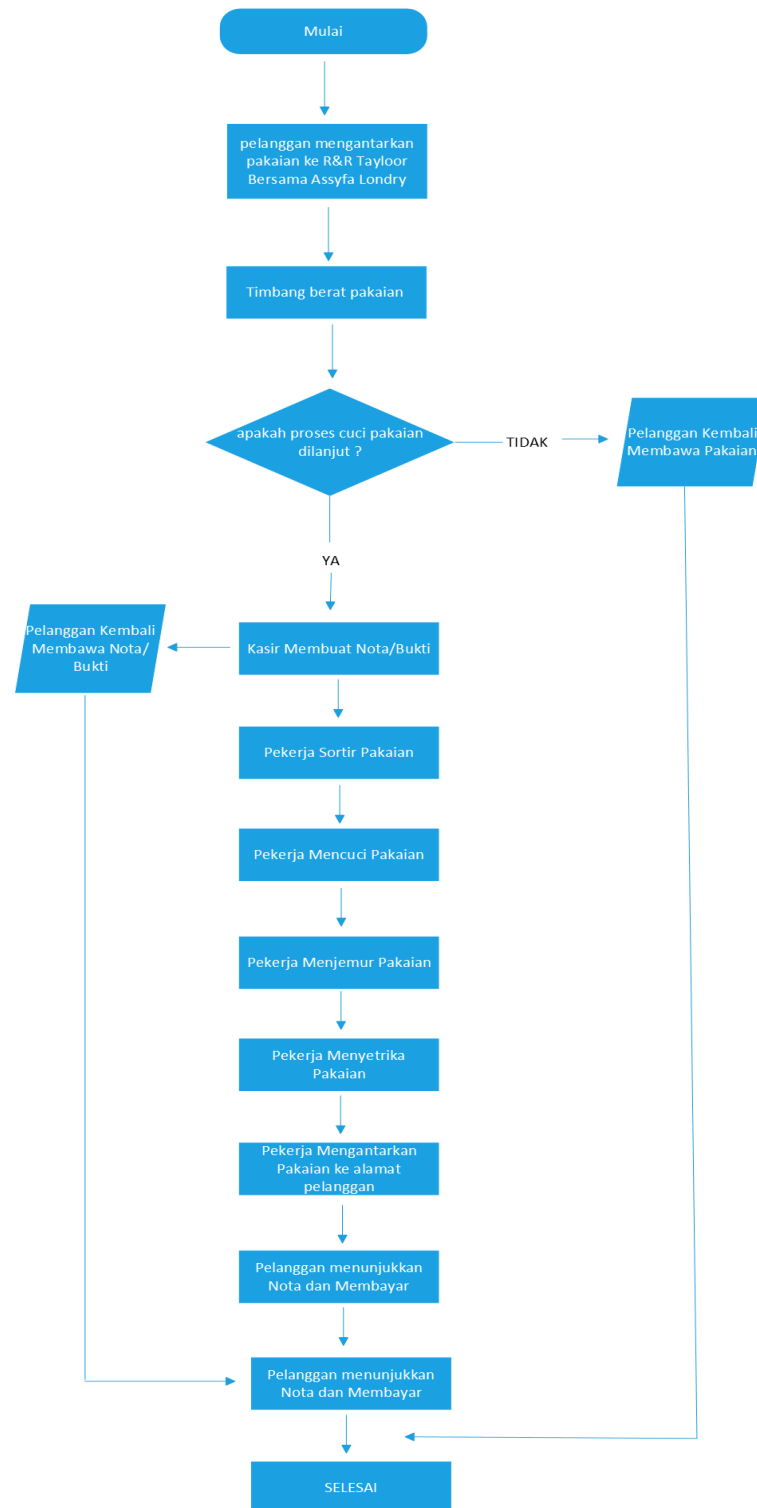 Mulai
pelanggan mengantarkan
pakaian ke R&R Tayloor
Bersama Assyfa Londry
Timbang berat pakaian
apakah proses cuci pakaian
dilanjut ?
TIDAK
Pelanggan Kembali
Membawa Pakaian
YA
Pelanggan Kembali
Membawa Nota/
Bukti
Kasir Membuat Nota/Bukti
Pekerja Sortir Pakaian
Pekerja Mencuci Pakaian
Pekerja Menjemur Pakaian
Pekerja Menyetrika
Pakaian
Pekerja Mengantarkan
Pakaian ke alamat
pelanggan
Pelanggan menunjukkan
Nota dan Membayar
Pelanggan menunjukkan
Nota dan Membayar
SELESAI